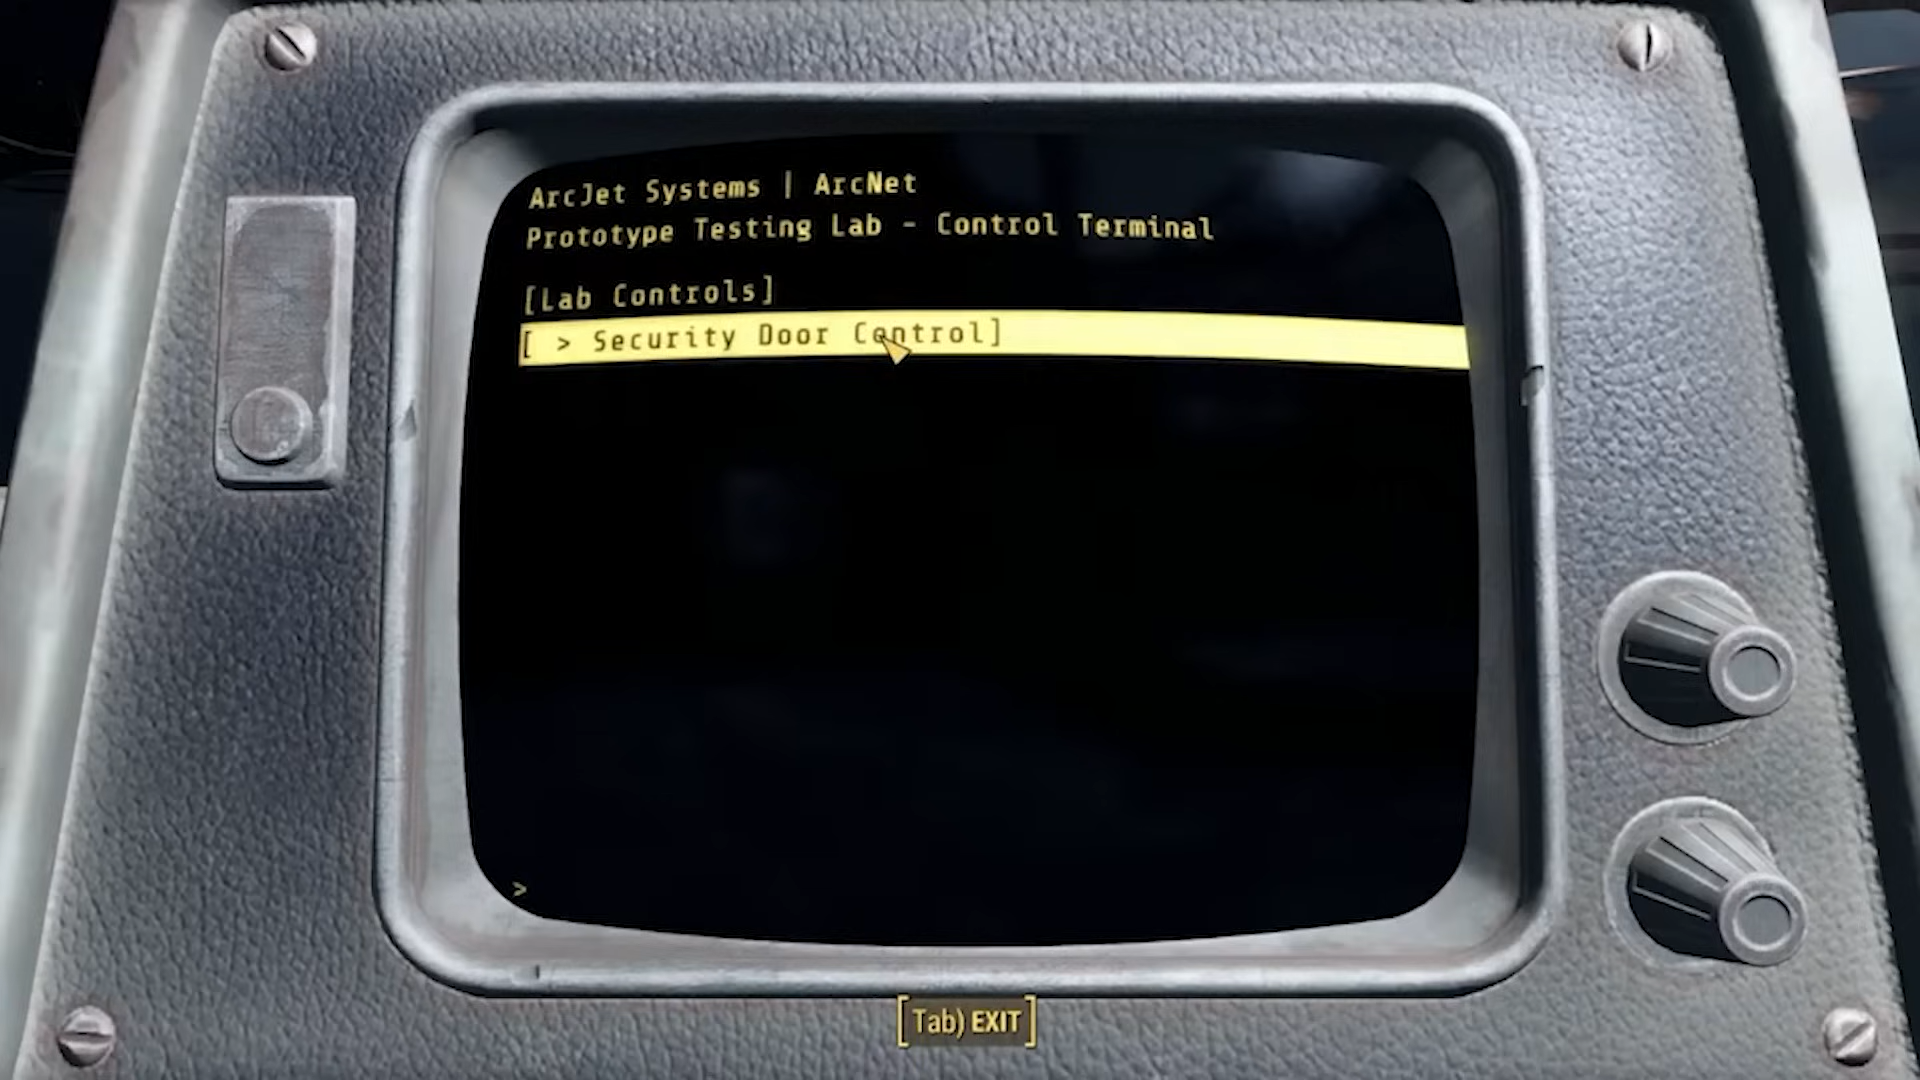 ArcJet Systems | ArcNet
Prototype Testing Lab - Control Terminal
[Lab Controls]
[ > Security Door Control]
>
[Tab) EXIT]